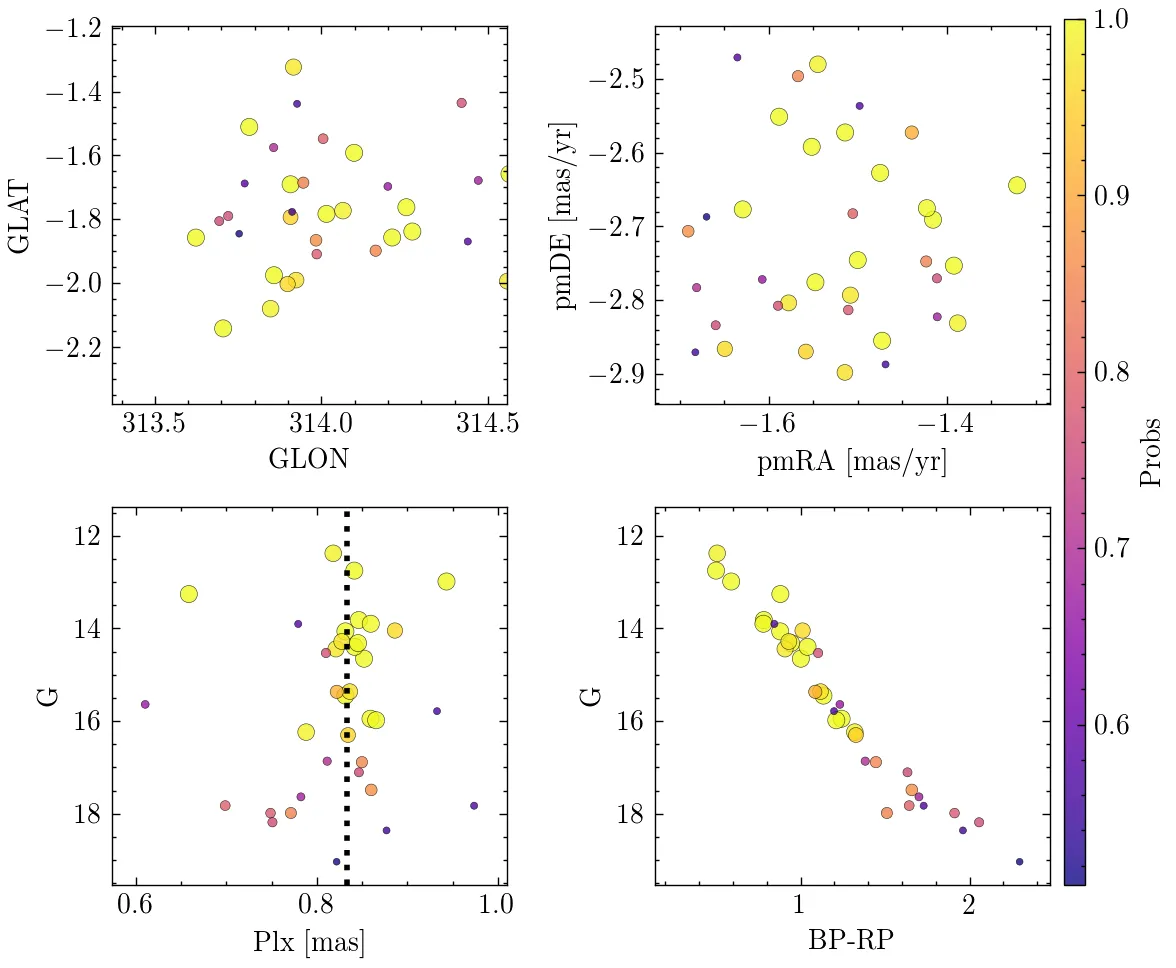 −1.2
−1.4
−1.6
−1.8
−2.0
−2.2
GLAT
313.5 314.0 314.5
GLON
−2.5
−2.6
−2.7
−2.8
−2.9
pmDE [mas/yr]
−1.6 −1.4
pmRA [mas/yr]
12
14
16
18
G
0.6 0.8 1.0
Plx [mas]
12
14
16
18
G
1 2
BP-RP
1.0
0.9
0.8
0.7
0.6
Probs